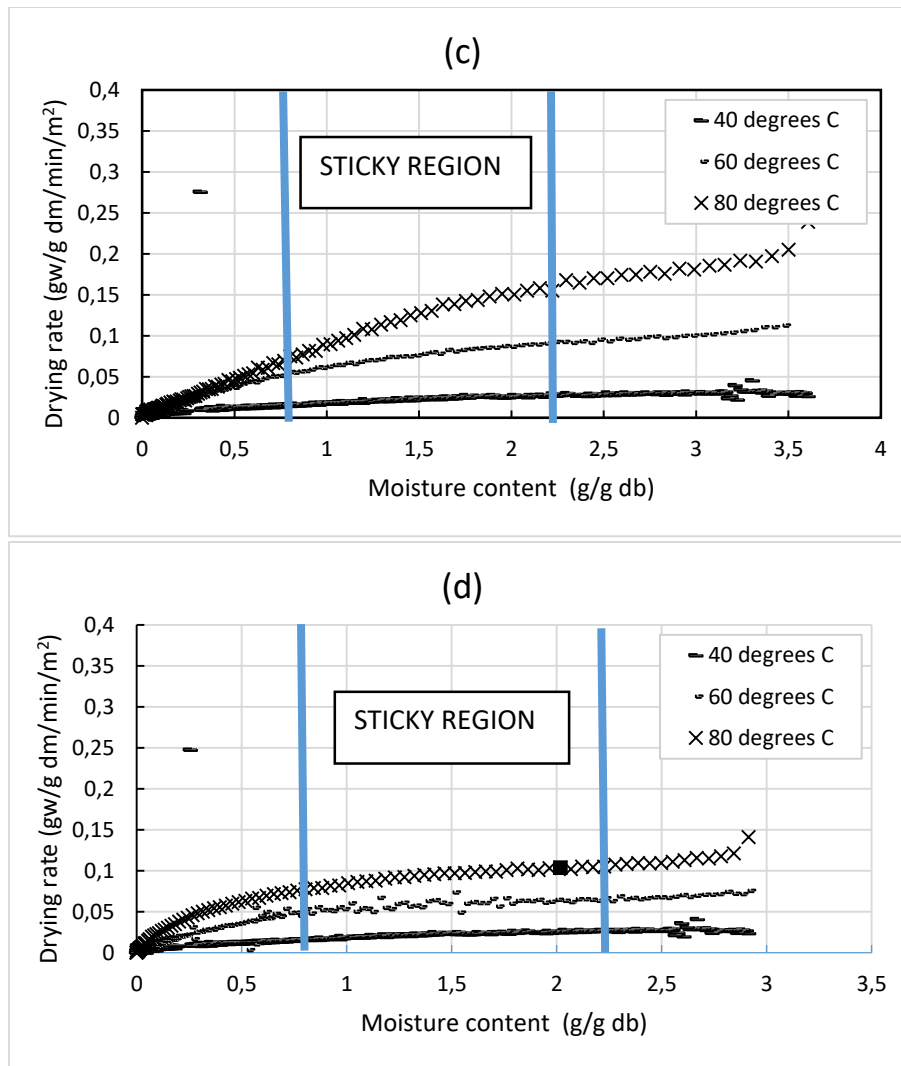 (c)
0,4
0,35
0,3
0,25
0,2
0,15
0,1
0,05
0
0
0,5
1
1,5
2
2,5
3
3,5
4
Drying rate (gw/g dm/min/m²)
Moisture content (g/g db)
STICKY REGION
40 degrees C
60 degrees C
80 degrees C
(d)
0,4
0,35
0,3
0,25
0,2
0,15
0,1
0,05
0
0
0,5
1
1,5
2
2,5
3
3,5
Drying rate (gw/g dm/min/m²)
Moisture content (g/g db)
STICKY REGION
40 degrees C
60 degrees C
80 degrees C